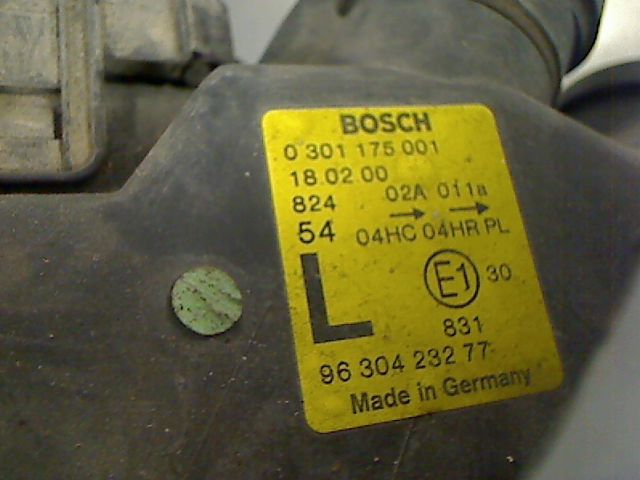 BOSCH
0 301 175 001
18.02 00
824 02A 011a
54 04HC 04HR PL
L E1 30
831
96 304 232 77
Made in Germany